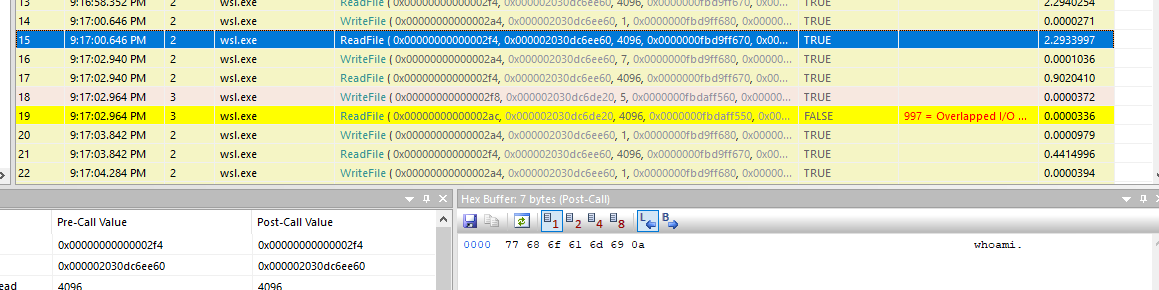 13 9:16:58.352 PM 2 wsl.exe ReadFile ( 0x00000000000002f4, 0x000002030dc6ee60, 4096, 0x0000000fbd9ff670, 0x00... TRUE 2.2940254
14 9:17:00.646 PM 2 wsl.exe WriteFile ( 0x00000000000002a4, 0x000002030dc6ee60, 1, 0x0000000fbd9ff680, 0x00000... TRUE 0.0000271
15 9:17:00.646 PM 2 wsl.exe ReadFile ( 0x00000000000002f4, 0x000002030dc6ee60, 4096, 0x0000000fbd9ff670, 0x00... TRUE 2.2933997
16 9:17:02.940 PM 2 wsl.exe WriteFile ( 0x00000000000002a4, 0x000002030dc6ee60, 7, 0x0000000fbd9ff680, 0x00000... TRUE 0.0001036
17 9:17:02.940 PM 2 wsl.exe ReadFile ( 0x00000000000002f4, 0x000002030dc6ee60, 4096, 0x0000000fbd9ff670, 0x00... TRUE 0.9020410
18 9:17:02.964 PM 3 wsl.exe WriteFile ( 0x00000000000002f8, 0x000002030dc6de20, 5, 0x0000000fbdaff560, 0x00000... TRUE 0.0000372
19 9:17:02.964 PM 3 wsl.exe ReadFile ( 0x00000000000002ac, 0x000002030dc6de20, 4096, 0x0000000fbdaff550, 0x00... FALSE 997 = Overlapped I/O ... 0.0000336
20 9:17:03.842 PM 2 wsl.exe WriteFile ( 0x00000000000002a4, 0x000002030dc6ee60, 1, 0x0000000fbd9ff680, 0x00000... TRUE 0.0000979
21 9:17:03.842 PM 2 wsl.exe ReadFile ( 0x00000000000002f4, 0x000002030dc6ee60, 4096, 0x0000000fbd9ff670, 0x00... TRUE 0.4414996
22 9:17:04.284 PM 2 wsl.exe WriteFile ( 0x00000000000002a4, 0x000002030dc6ee60, 1, 0x0000000fbd9ff680, 0x00000... TRUE 0.0000394
Hex Buffer: 7 bytes (Post-Call)
Pre-Call Value Post-Call Value
1 2 4 8 L B
0x00000000000002f4 0x00000000000002f4
0000 77 68 6f 61 6d 69 0a whoami.
0x000002030dc6ee60 0x000002030dc6ee60
ead 4096 4096